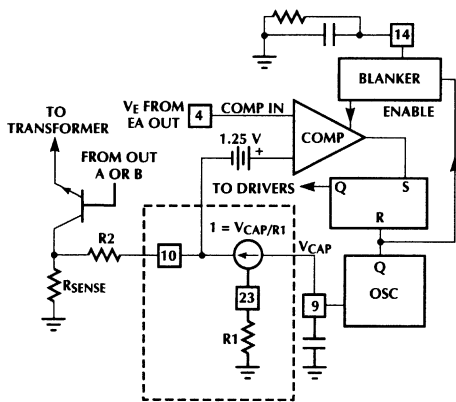 14
BLANKER
ENABLE
VE FROM
EA OUT
4
COMP IN
COMP
TO
TRANSFORMER
FROM OUT
A OR B
1.25 V
+
TO DRIVERS
Q
S
R
1 = VCAP/R1
VCAP
R2
10
RSENSE
23
R1
9
Q
OSC